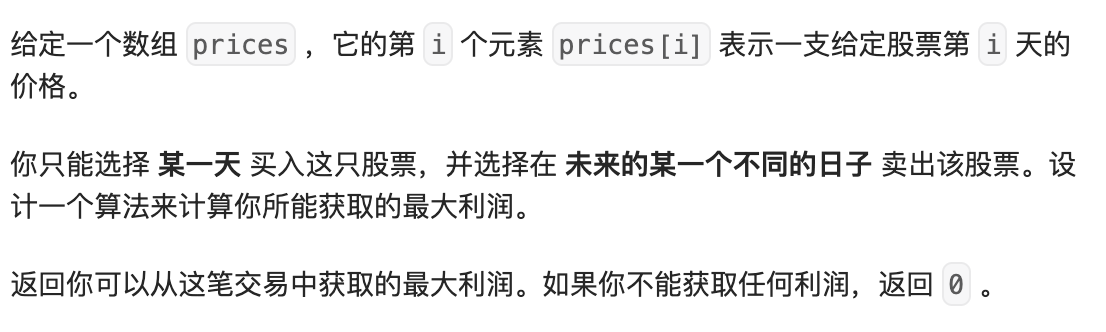 给定一个数组 prices ，它的第 i 个元素 prices[i] 表示一支给定股票第 i 天的
价格。
你只能选择 某一天 买入这只股票，并选择在 未来的某一个不同的日子 卖出该股票。设
计一个算法来计算你所能获取的最大利润。
返回你可以从这笔交易中获取的最大利润。如果你不能获取任何利润，返回 0 。